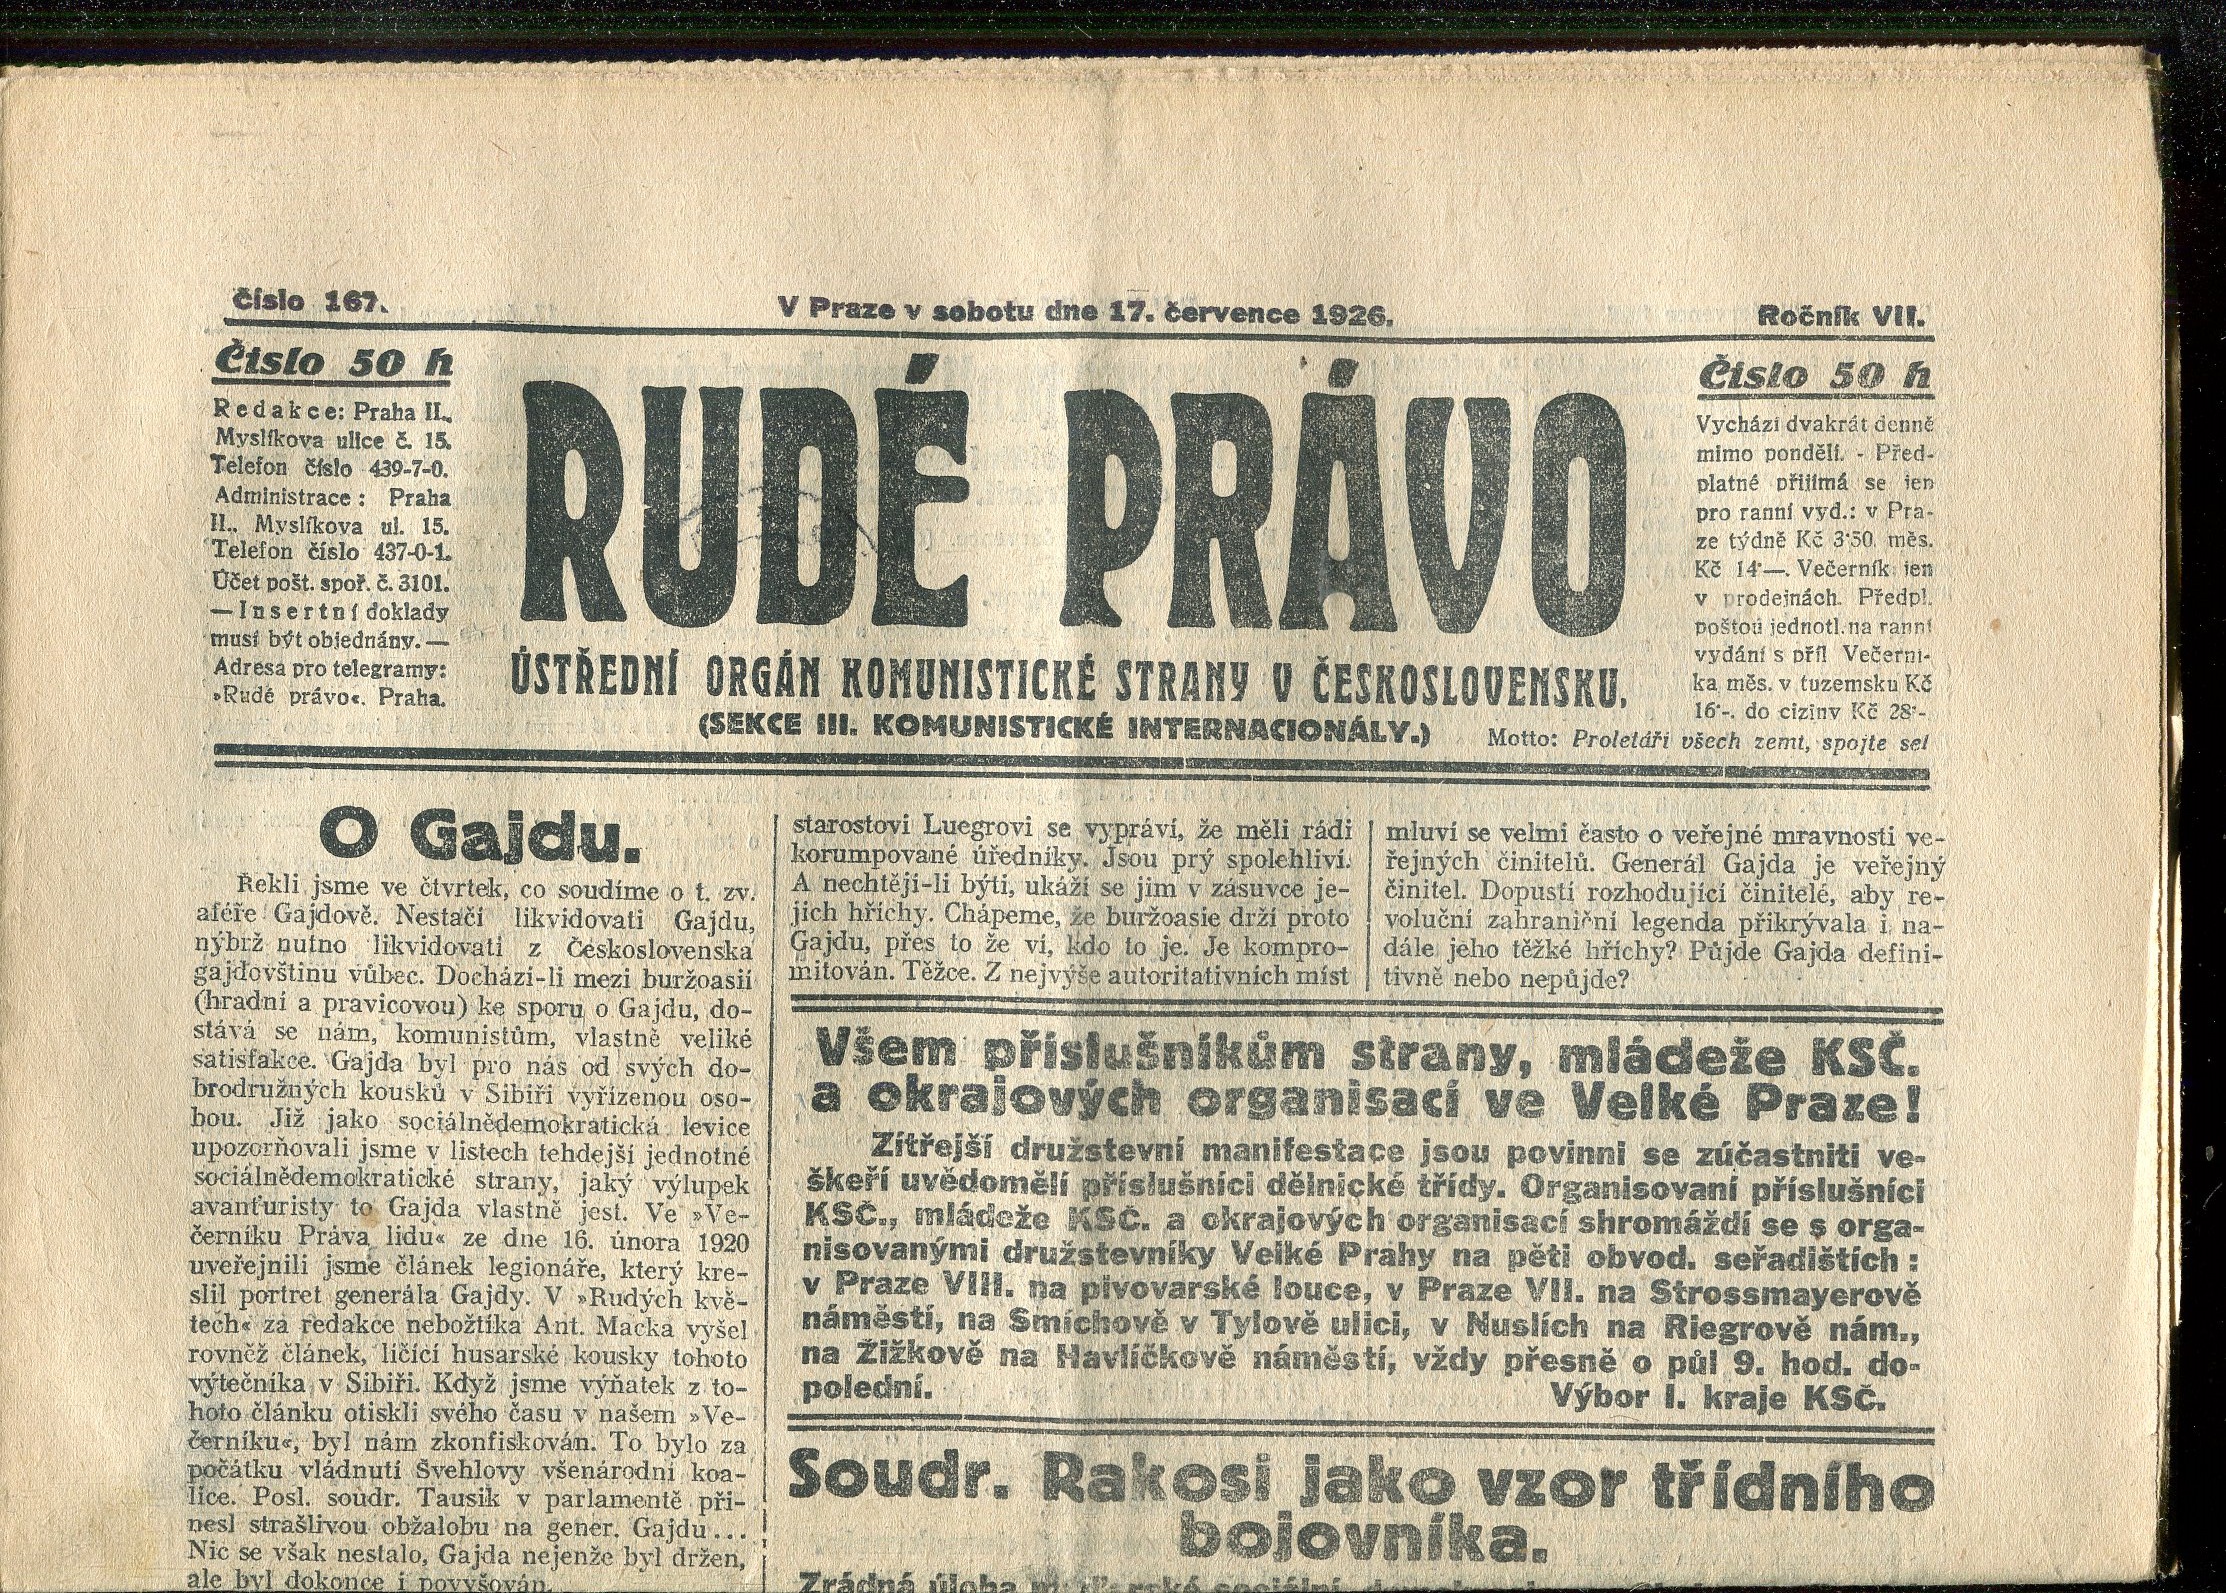 Číslo 167.
V Praze v sobotu dne 17. července 1926.
Ročník VII.
Číslo 50 h
Redakce: Praha II.,
Myslíkova ulice č. 15.
Telefon číslo 439-7-0.
Administrace: Praha
II., Myslíkova ul. 15.
Telefon číslo 437-0-1.
Účet pošt. spoř. č. 3101.
— Insertní doklady
musí být objednány. —
Adresa pro telegramy:
»Rudé právo«, Praha.
RUDÉ PRÁVO
ÚSTŘEDNÍ ORGÁN KOMUNISTICKÉ STRANY V ČESKOSLOVENSKU.
(SEKCE III. KOMUNISTICKÉ INTERNACIONÁLY.)
Motto: Proletáři všech zemí, spojte se!
Číslo 50 h
Vychází dvakrát denně
mimo pondělí. - Před-
platné přijímá se jen
pro ranní vyd.: v Pra-
ze týdně Kč 3·50, měs.
Kč 14·—. Večerník jen
v prodejnách. Předpl.
poštou jednotl. na ranní
vydání s příl Večerní-
ka měs. v tuzemsku Kč
16·-. do ciziny Kč 28·-
O Gajdu.
Řekli jsme ve čtvrtek, co soudíme o t. zv.
aféře Gajdově. Nestačí likvidovati Gajdu,
nýbrž nutno likvidovati z Československa
gajdovštinu vůbec. Dochází-li mezi buržoasií
(hradní a pravicovou) ke sporu o Gajdu, do-
stává se nám, komunistům, vlastně veliké
satisfakce. Gajda byl pro nás od svých do-
brodružných kousků v Sibiři vyřízenou oso-
bou. Již jako sociálnědemokratická levice
upozorňovali jsme v listech tehdejší jednotné
sociálnědemokratické strany, jaký výlupek
avanturisty to Gajda vlastně jest. Ve »Ve-
černíku Práva lidu« ze dne 16. února 1920
uveřejnili jsme článek legionáře, který kre-
slil portret generála Gajdy. V »Rudých kvě-
tech« za redakce nebožtíka Ant. Macka vyšel
rovněž článek, líčící husarské kousky tohoto
výtečníka v Sibiři. Když jsme výňatek z to-
hoto článku otiskli svého času v našem »Ve-
černíku«, byl nám zkonfiskován. To bylo za
počátku vládnutí Švehlovy všenárodní koa-
lice. Posl. soudr. Tausik v parlamentě při-
nesl strašlivou obžalobu na gener. Gajdu...
Nic se však nestalo, Gajda nejenže byl držen,
ale byl dokonce i povyšován.
starostovi Luegrovi se vypráví, že měli rádi
korumpované úředníky. Jsou prý spolehliví.
A nechtějí-li býti, ukáží se jim v zásuvce je-
jich hříchy. Chápeme, že buržoasie drží proto
Gajdu, přes to že ví, kdo to je. Je kompro-
mitován. Těžce. Z nejvýše autoritativních míst
mluví se velmi často o veřejné mravnosti ve-
řejných činitelů. Generál Gajda je veřejný
činitel. Dopustí rozhodující činitelé, aby re-
voluční zahraniční legenda přikrývala i na-
dále jeho těžké hříchy? Půjde Gajda defini-
tivně nebo nepůjde?
Všem příslušníkům strany, mládeže KSČ.
a okrajových organisací ve Velké Praze!
Zítřejší družstevní manifestace jsou povinni se zúčastniti ve-
škeří uvědomělí příslušníci dělnické třídy. Organisovaní příslušníci
KSČ., mládeže KSČ. a okrajových organisací shromáždí se s orga-
nisovanými družstevníky Velké Prahy na pěti obvod. seřadištích:
v Praze VIII. na pivovarské louce, v Praze VII. na Strossmayerově
náměstí, na Smíchově v Tylově ulici, v Nuslích na Riegrově nám.,
na Žižkově na Havlíčkově náměstí, vždy přesně o půl 9. hod. do-
polední.
Výbor I. kraje KSČ.
Soudr. Rakosi jako vzor třídního
bojovníka.
Zrádná úloha